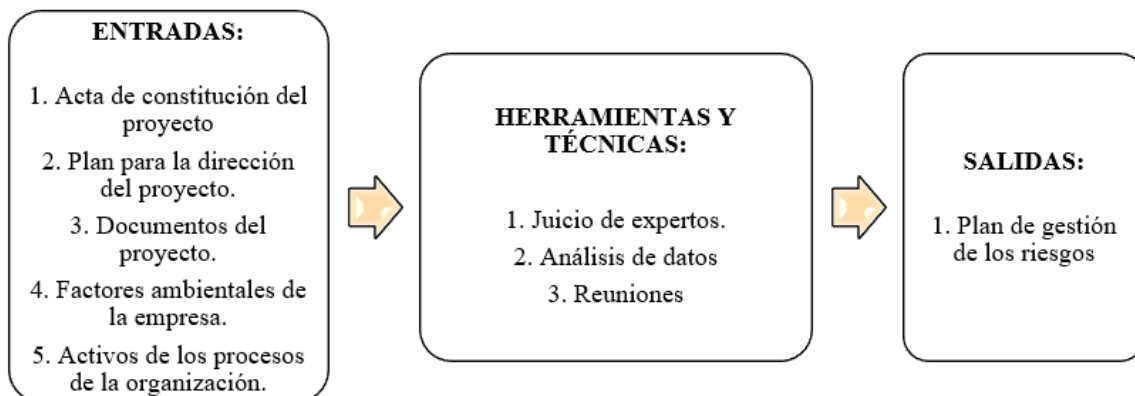 ENTRADAS:
1. Acta de constitución del
proyecto
2. Plan para la dirección
del proyecto.
3. Documentos del
proyecto.
4. Factores ambientales de
la empresa.
5. Activos de los procesos
de la organización.
HERRAMIENTAS Y
TÉCNICAS:
1. Juicio de expertos.
2. Análisis de datos
3. Reuniones
SALIDAS:
1. Plan de gestión
de los riesgos